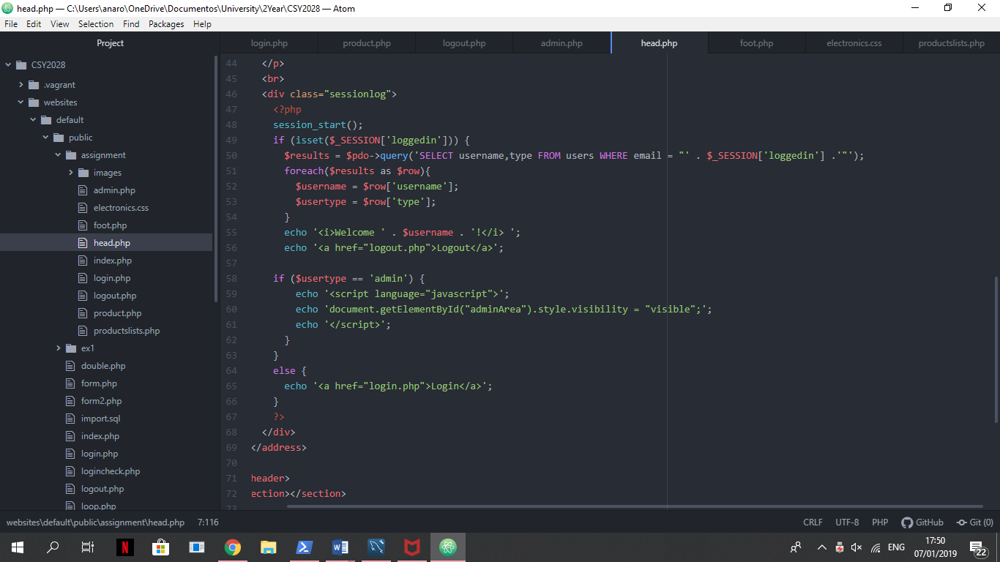 head.php — C:\Users\anaro\OneDrive\Documentos\University\2Year\CSY2028 — Atom
File Edit View Selection Find Packages Help
Project
login.php product.php logout.php admin.php head.php foot.php electronics.css productslists.php
CSY2028
.vagrant
websites
default
public
assignment
images
admin.php
electronics.css
foot.php
head.php
index.php
login.php
logout.php
product.php
productslists.php
ex1
double.php
form.php
form2.php
import.sql
index.php
login.php
logincheck.php
logout.php
loop.php
44 </p>
45 <br>
46 <div class="sessionlog">
47 <?php
48 session_start();
49 if (isset($_SESSION['loggedin'])) {
50 $results = $pdo->query('SELECT username,type FROM users WHERE email = "' . $_SESSION['loggedin'] .'"');
51 foreach($results as $row){
52 $username = $row['username'];
53 $usertype = $row['type'];
54 }
55 echo '<i>Welcome ' . $username . '!</i> ';
56 echo '<a href="logout.php">Logout</a>';
57
58 if ($usertype == 'admin') {
59 echo '<script language="javascript">';
60 echo 'document.getElementById("adminArea").style.visibility = "visible";';
61 echo '</script>';
62 }
63 }
64 else {
65 echo '<a href="login.php">Login</a>';
66 }
67 ?>
68 </div>
69 </address>
70
71 header>
72 ection></section>
73
websites\default\public\assignment\head.php 7:116 CRLF UTF-8 PHP GitHub Git (0)
ENG 17:50
07/01/2019 22